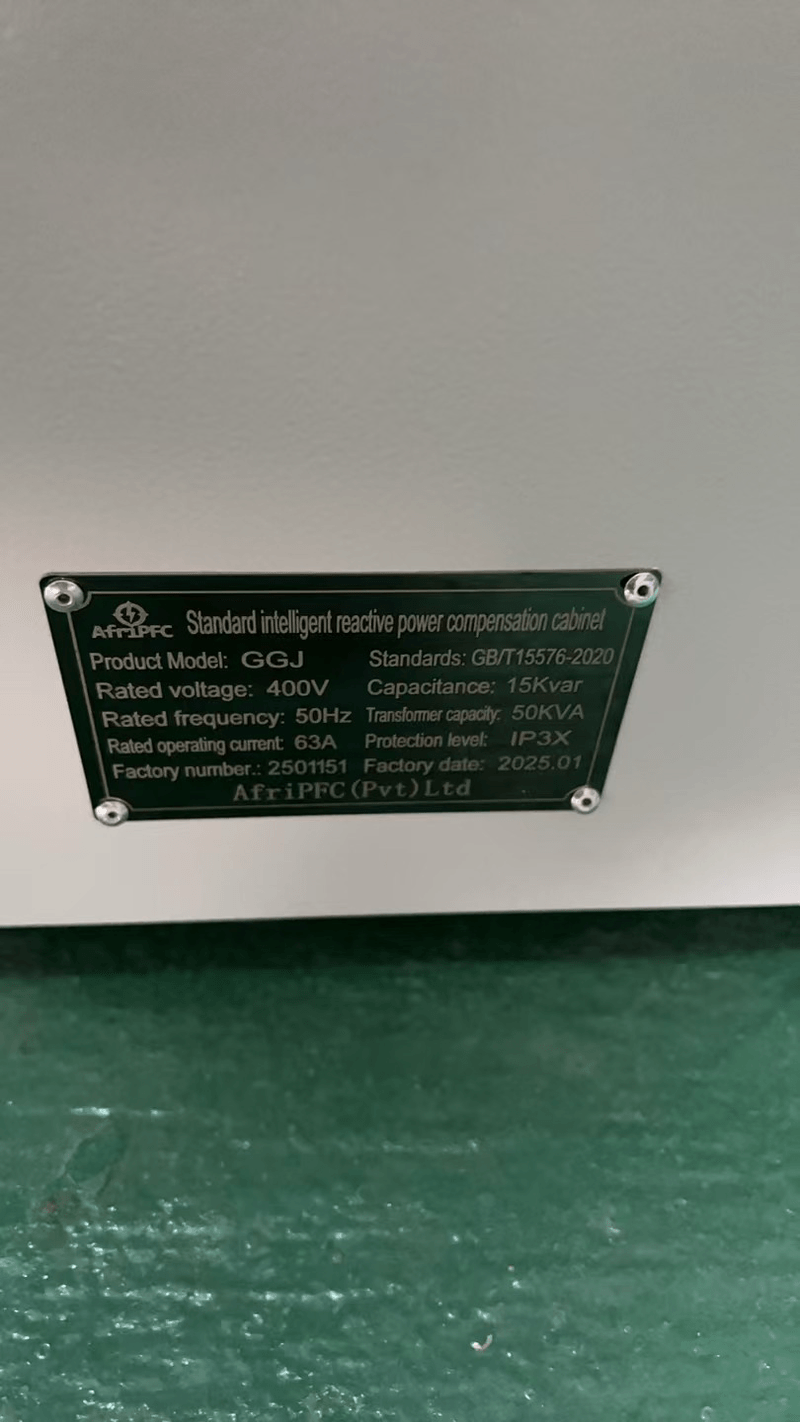 AfriPFC Standard intelligent reactive power compensation cabinet
Product Model: GGJ Standards: GB/T15576-2020
Rated voltage: 400V Capacitance: 15Kvar
Rated frequency: 50Hz Transformer capacity: 50KVA
Rated operating current: 63A Protection level: IP3X
Factory number.: 2501151 Factory date: 2025.01
AfriPFC(Pvt)Ltd